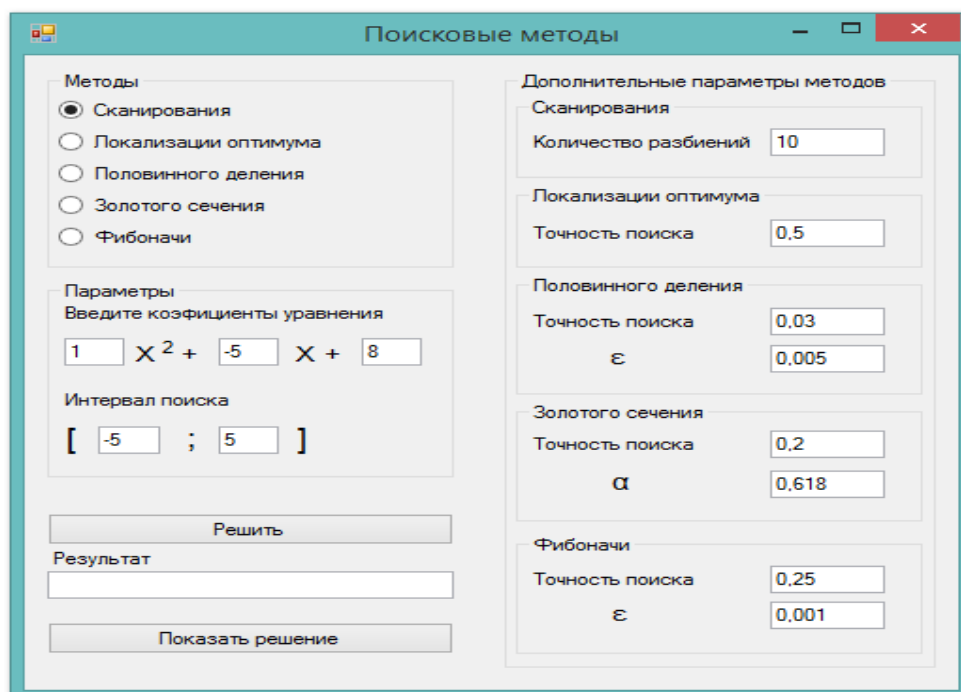 Поисковые методы
Методы
Сканирования
Локализации оптимума
Половинного деления
Золотого сечения
Фибоначи
Параметры
Введите коэфициенты уравнения
1 X 2 + -5 X + 8
Интервал поиска
[ -5 ; 5 ]
Решить
Результат
Показать решение
Дополнительные параметры методов
Сканирования
Количество разбиений 10
Локализации оптимума
Точность поиска 0,5
Половинного деления
Точность поиска 0,03
ε 0,005
Золотого сечения
Точность поиска 0,2
α 0,618
Фибоначи
Точность поиска 0,25
ε 0,001